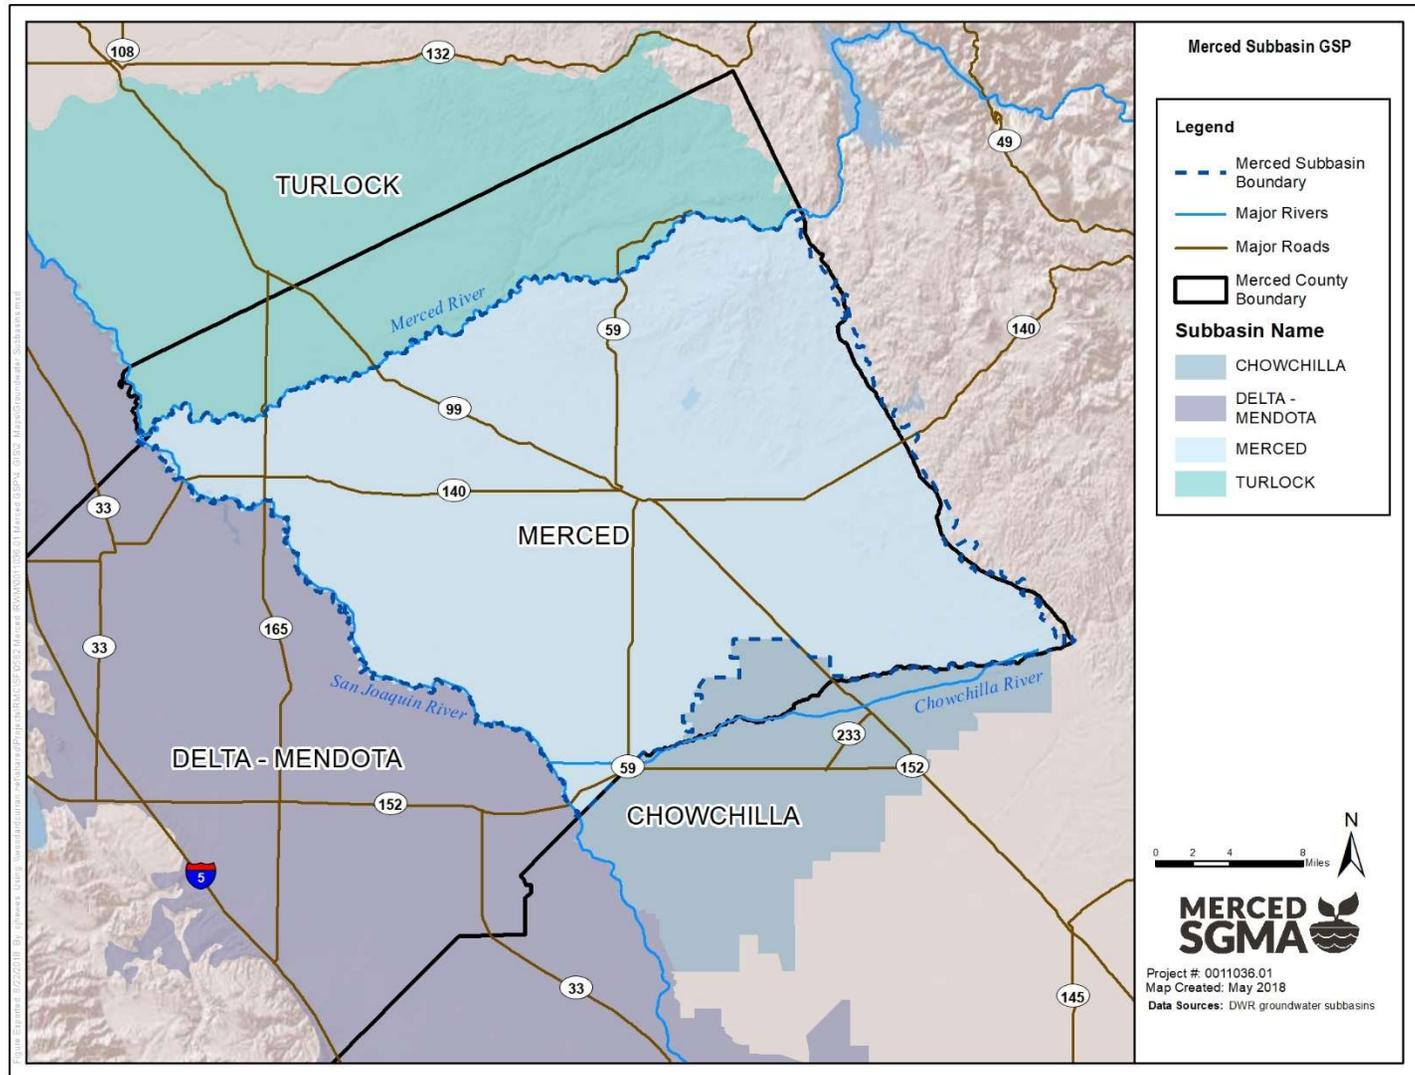 Merced Subbasin GSP
Legend
Merced Subbasin
Boundary
Major Rivers
Major Roads
Merced County
Boundary
Subbasin Name
CHOWCHILLA
DELTA -
MENDOTA
MERCED
TURLOCK
108
132
49
TURLOCK
Merced River
59
140
99
140
33
MERCED
165
33
San Joaquin River
Chowchilla River
233
DELTA - MENDOTA
59
152
152
CHOWCHILLA
5
33
145
N
0 2 4 8
Miles
MERCED
SGMA
Project #: 0011036.01
Map Created: May 2018
Data Sources: DWR groundwater subbasins